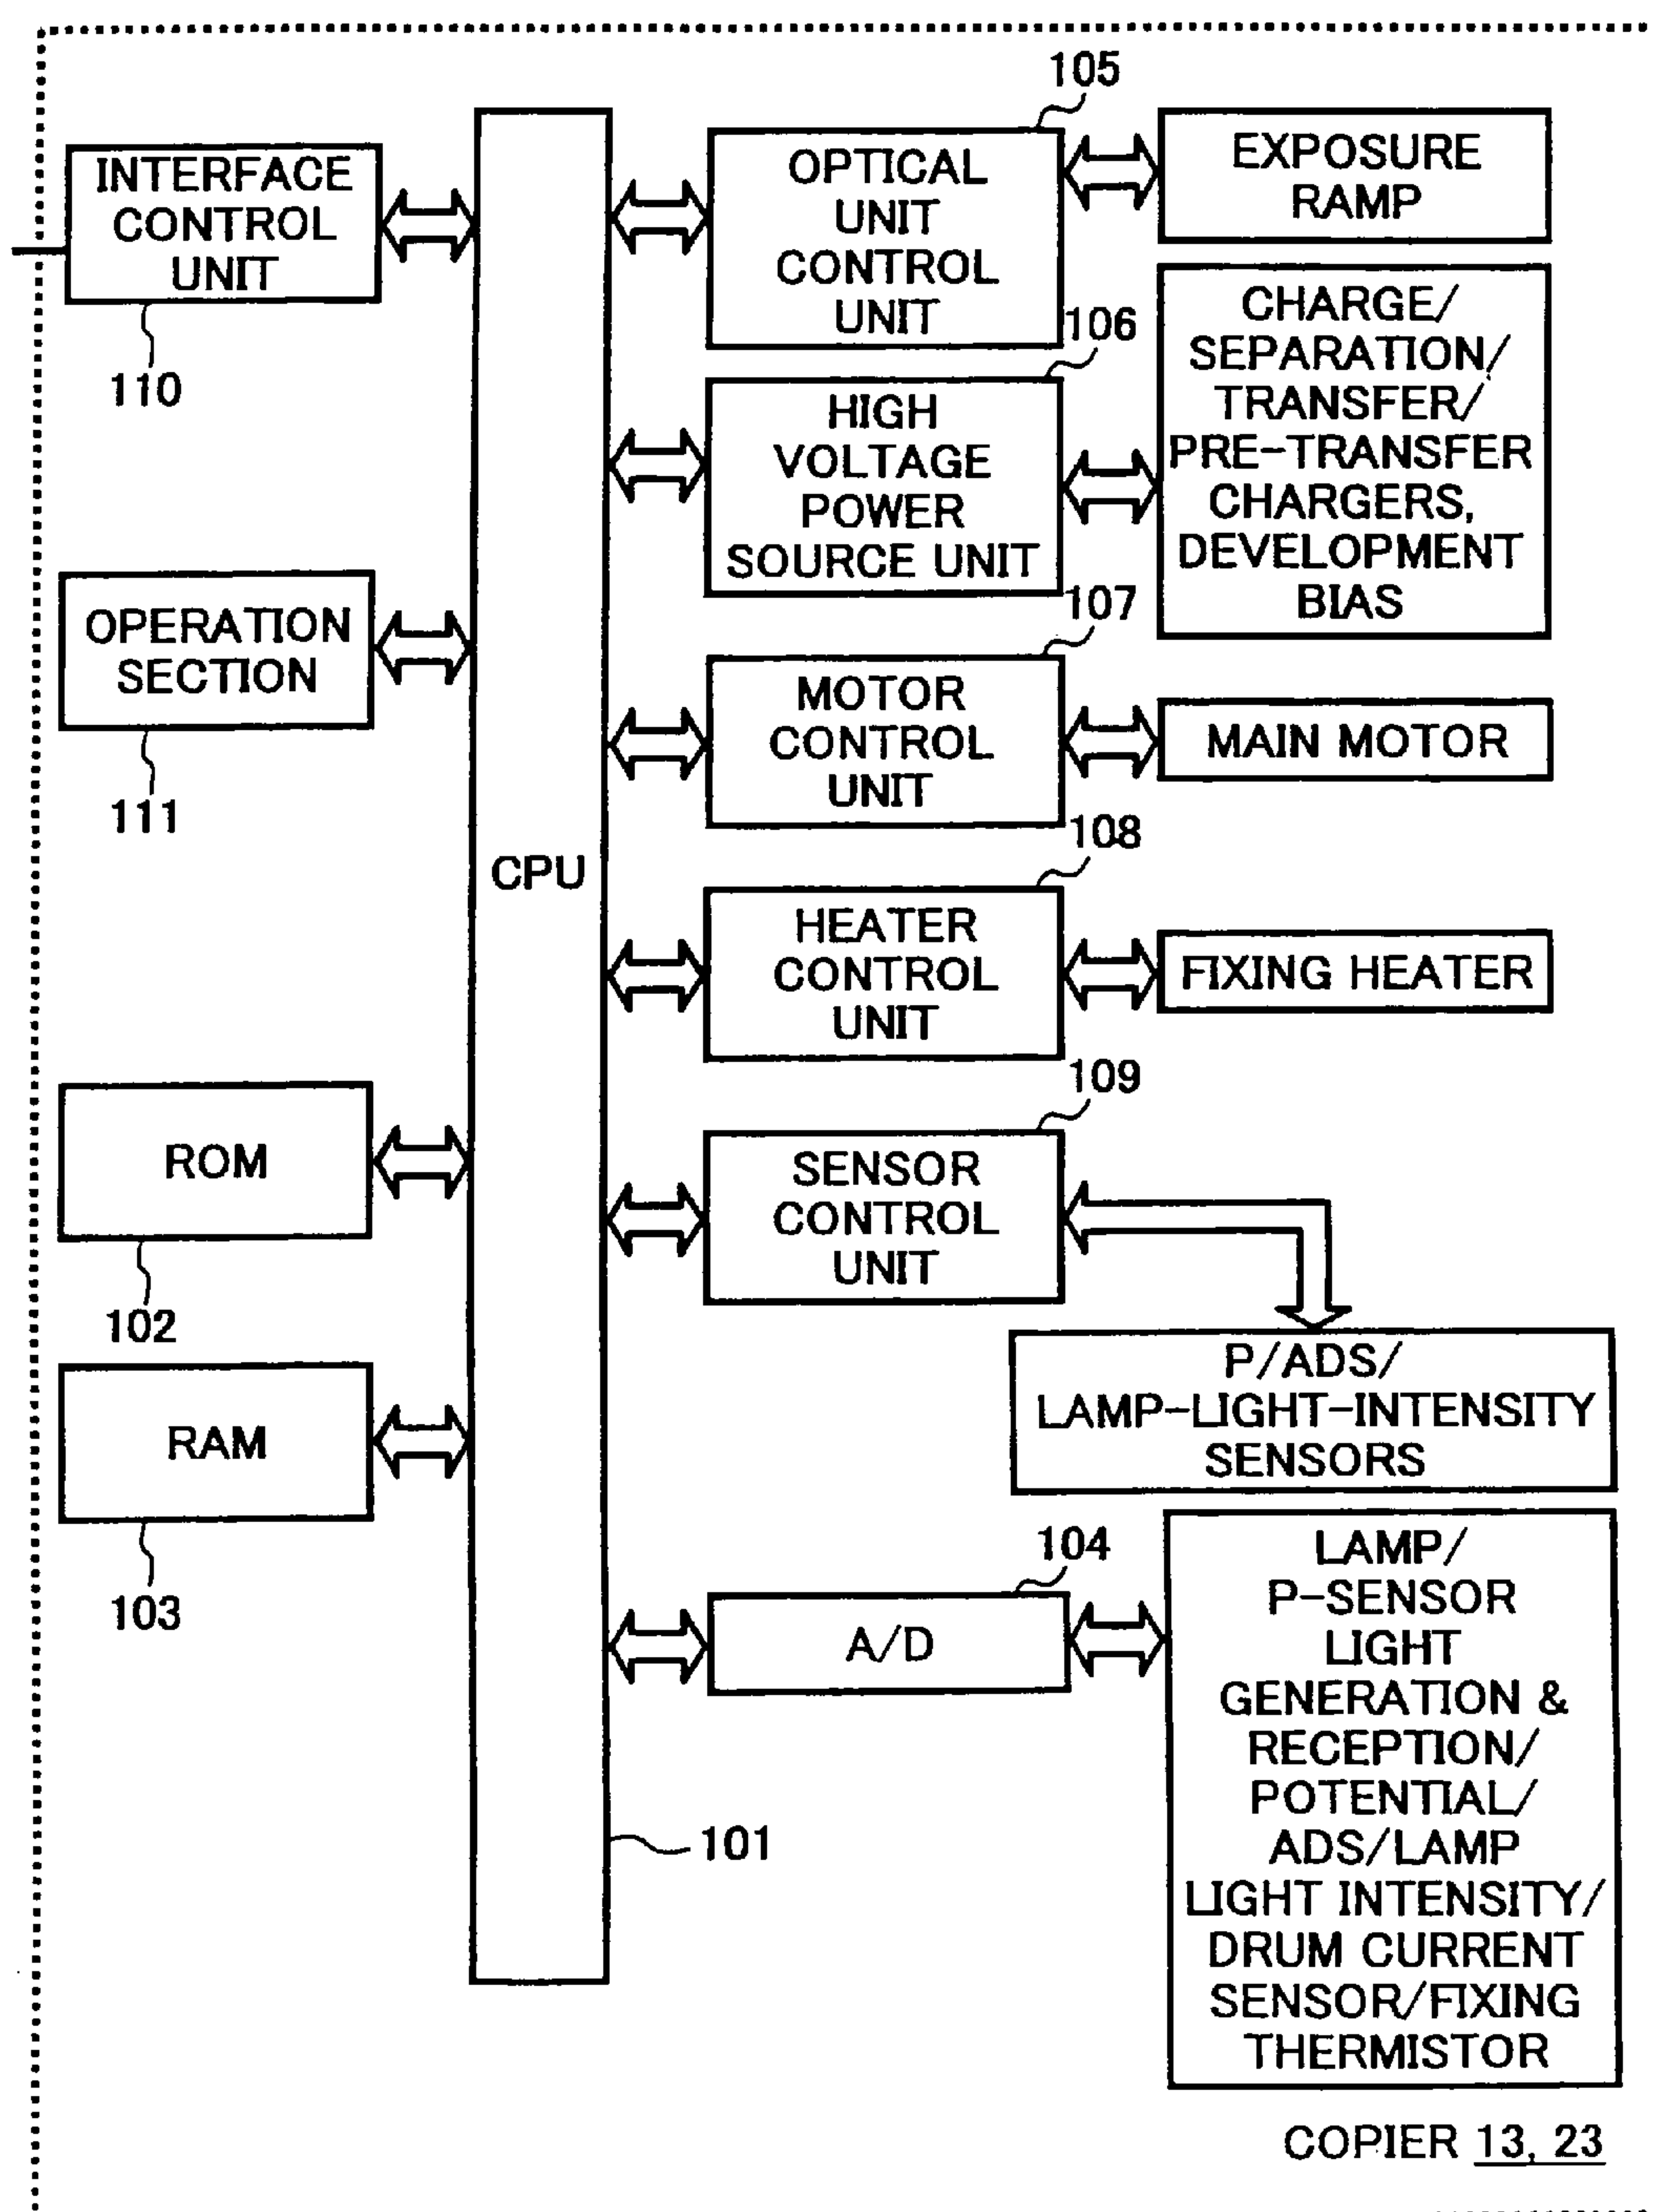 INTERFACE
CONTROL
UNIT
110
OPERATION
SECTION
111
ROM
102
RAM
103
CPU
101
105
OPTICAL
UNIT
CONTROL
UNIT
EXPOSURE
RAMP
106
HIGH
VOLTAGE
POWER
SOURCE UNIT
CHARGE/
SEPARATION/
TRANSFER/
PRE-TRANSFER
CHARGERS,
DEVELOPMENT
BIAS
107
MOTOR
CONTROL
UNIT
MAIN MOTOR
108
HEATER
CONTROL
UNIT
FIXING HEATER
109
SENSOR
CONTROL
UNIT
P/ADS/
LAMP-LIGHT-INTENSITY
SENSORS
104
A/D
LAMP/
P-SENSOR
LIGHT
GENERATION &
RECEPTION/
POTENTIAL/
ADS/LAMP
LIGHT INTENSITY/
DRUM CURRENT
SENSOR/FIXING
THERMISTOR
COPIER 13, 23